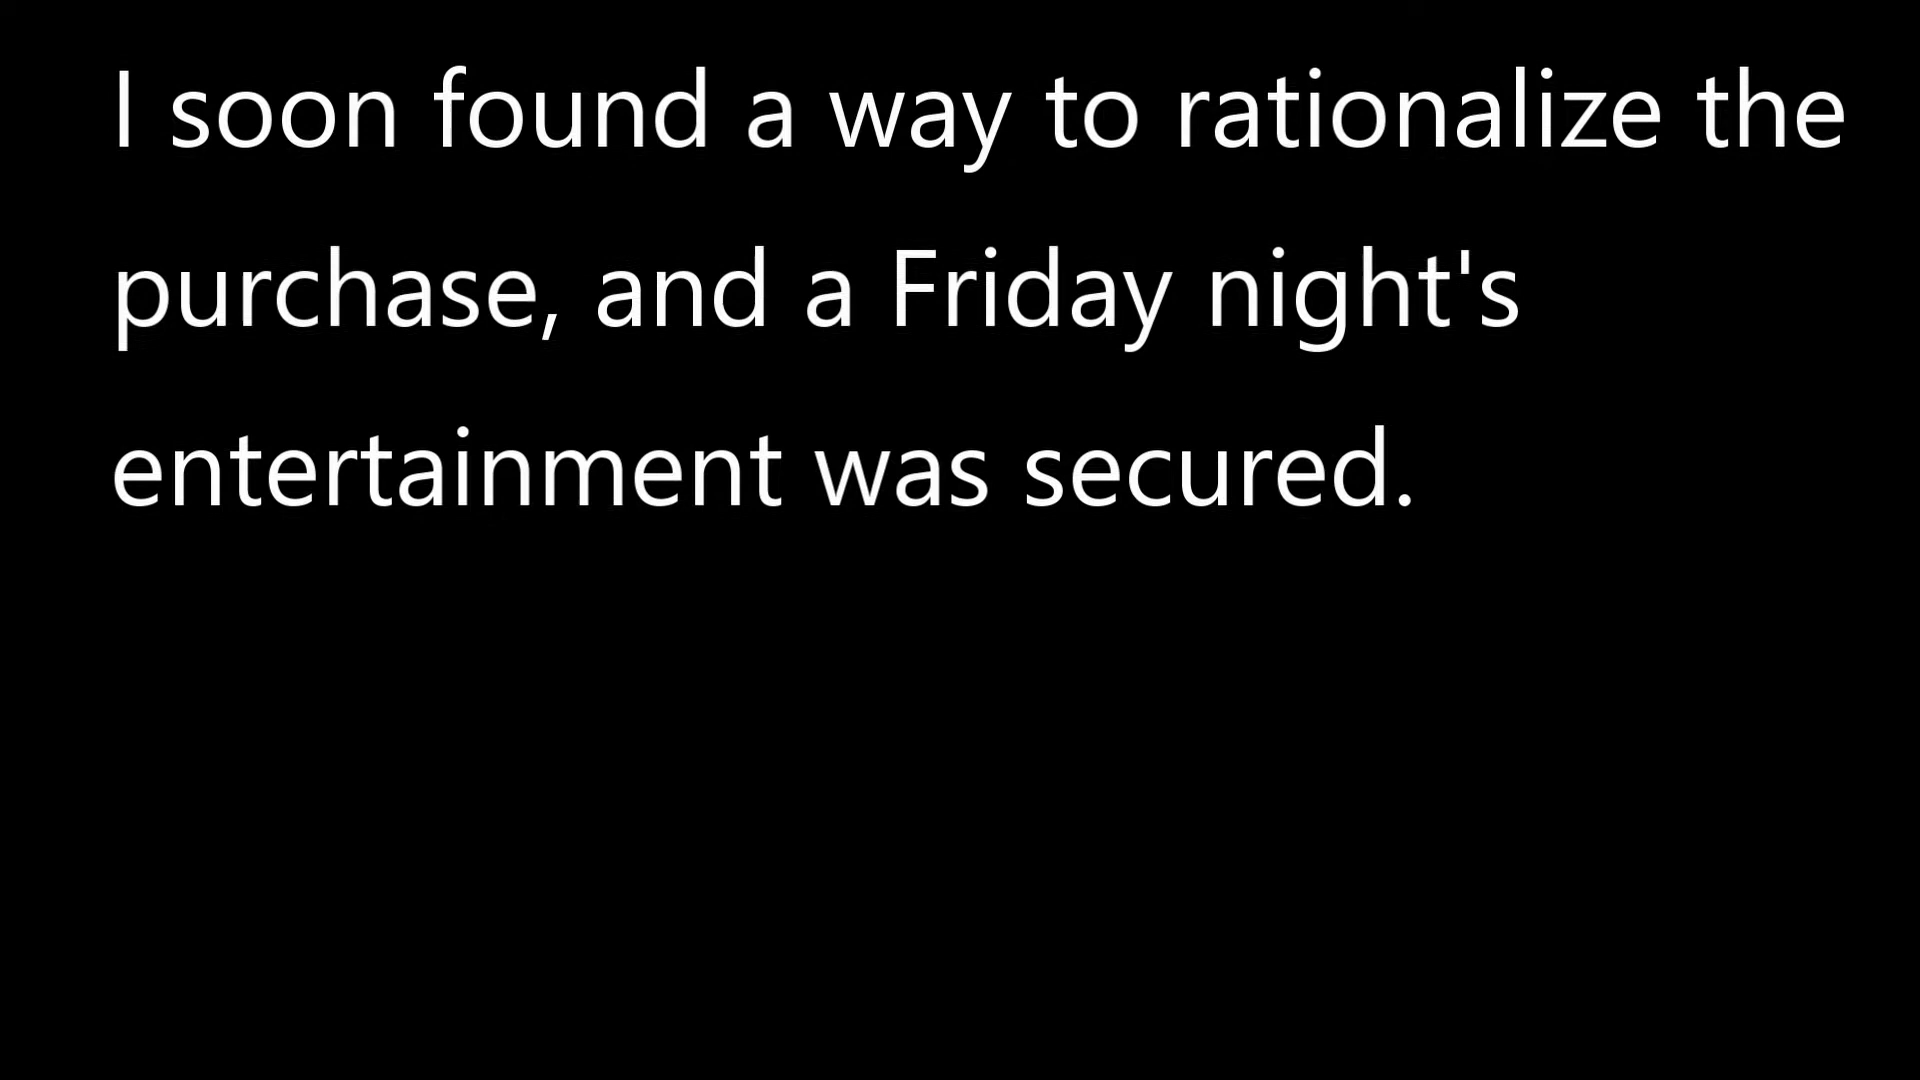 I soon found a way to rationalize the
purchase, and a Friday night's
entertainment was secured.